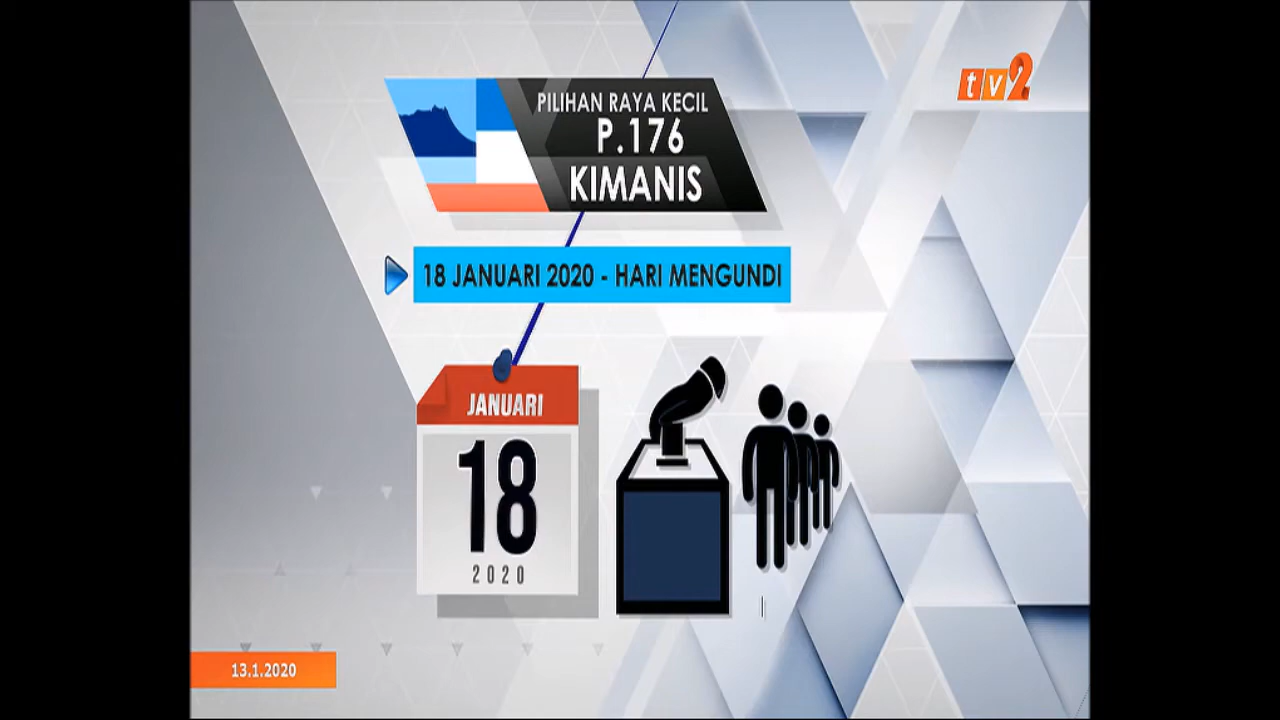 tv2
PILIHAN RAYA KECIL
P.176
KIMANIS
18 JANUARI 2020 - HARI MENGUNDI
JANUARI
18
2020
13.1.2020